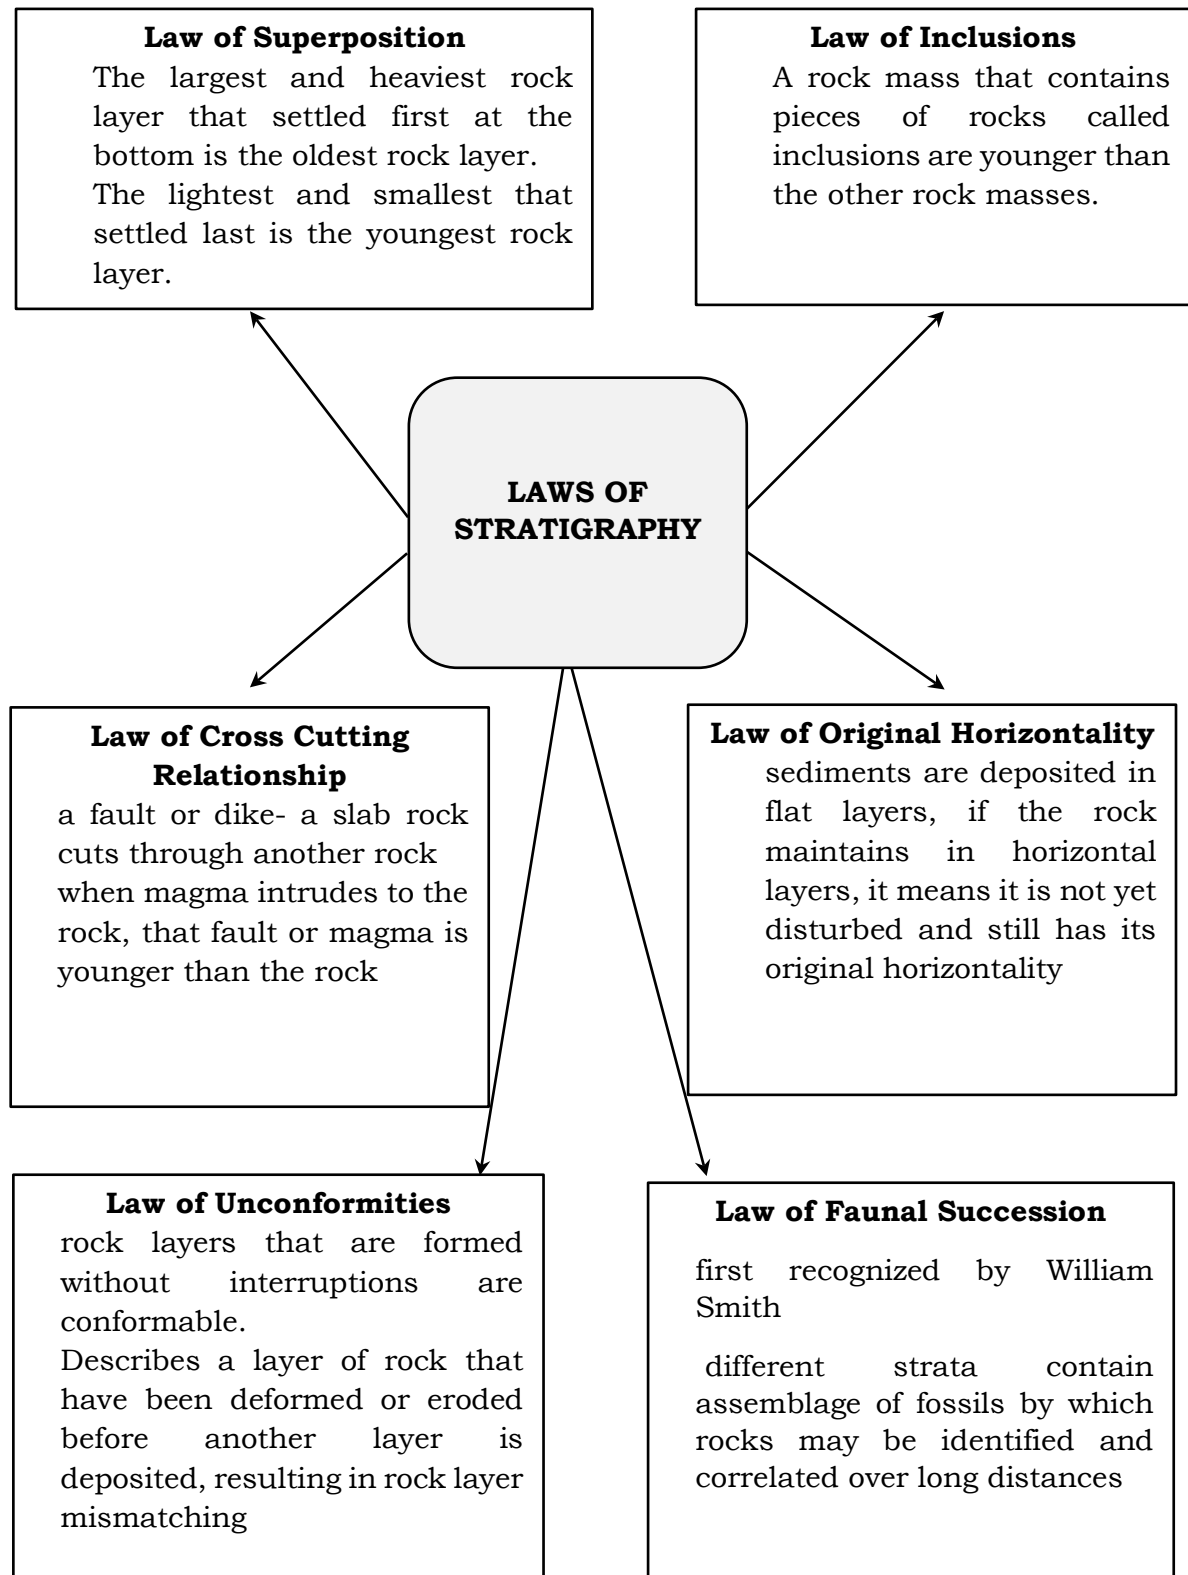 Law of Superposition
The largest and heaviest rock
layer that settled first at the
bottom is the oldest rock layer.
The lightest and smallest that
settled last is the youngest rock
layer.
Law of Inclusions
A rock mass that contains
pieces of rocks called
inclusions are younger than
the other rock masses.
LAWS OF
STRATIGRAPHY
Law of Cross Cutting
Relationship
a fault or dike- a slab rock
cuts through another rock
when magma intrudes to the
rock, that fault or magma is
younger than the rock
Law of Original Horizontality
sediments are deposited in
flat layers, if the rock
maintains in horizontal
layers, it means it is not yet
disturbed and still has its
original horizontality
Law of Unconformities
rock layers that are formed
without interruptions are
conformable.
Describes a layer of rock that
have been deformed or eroded
before another layer is
deposited, resulting in rock layer
mismatching
Law of Faunal Succession
first recognized by William
Smith
different strata contain
assemblage of fossils by which
rocks may be identified and
correlated over long distances